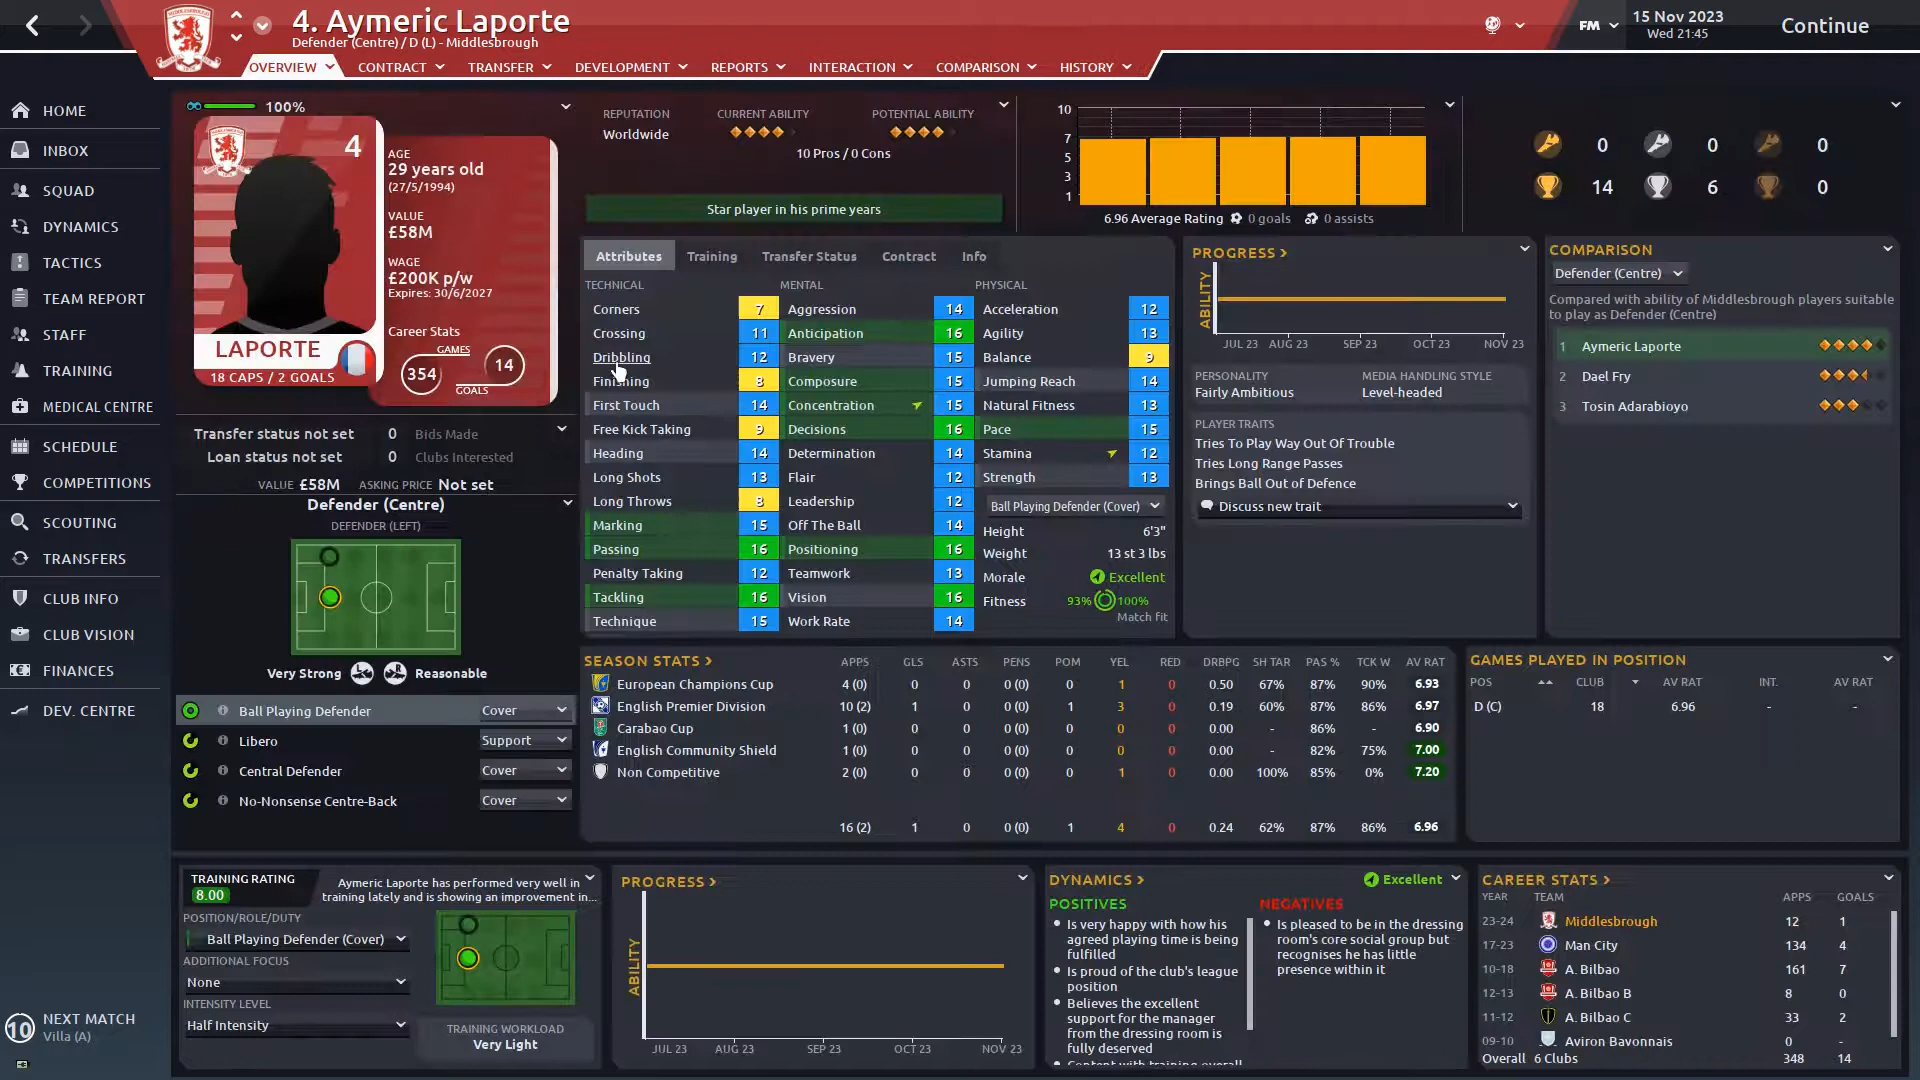 4. Aymeric Laporte
Defender (Centre) / D (L) - Middlesbrough
FM
15 Nov 2023
Wed 21:45
Continue
OVERVIEW
CONTRACT
TRANSFER
DEVELOPMENT
REPORTS
INTERACTION
COMPARISON
HISTORY
HOME
INBOX
SQUAD
DYNAMICS
TACTICS
TEAM REPORT
STAFF
TRAINING
MEDICAL CENTRE
SCHEDULE
COMPETITIONS
SCOUTING
TRANSFERS
CLUB INFO
CLUB VISION
FINANCES
DEV. CENTRE
10 NEXT MATCH
Villa (A)
100%
4
LAPORTE
18 CAPS / 2 GOALS
AGE
29 years old
(27/5/1994)
VALUE
£58M
WAGE
£200K p/w
Expires: 30/6/2027
Career Stats
GAMES
354
14
GOALS
Transfer status not set 0 Bids Made
Loan status not set 0 Clubs Interested
VALUE £58M ASKING PRICE Not set
Defender (Centre)
DEFENDER (LEFT)
Very Strong L R Reasonable
Ball Playing Defender Cover
Libero Support
Central Defender Cover
No-Nonsense Centre-Back Cover
REPUTATION
Worldwide
CURRENT ABILITY
POTENTIAL ABILITY
10 Pros / 0 Cons
Star player in his prime years
10
7
5
3
1
6.96 Average Rating 0 goals 0 assists
0 0 0
14 6 0
Attributes Training Transfer Status Contract Info
TECHNICAL
Corners 7
Crossing 11
Dribbling 12
Finishing 8
First Touch 14
Free Kick Taking 9
Heading 14
Long Shots 13
Long Throws 8
Marking 15
Passing 16
Penalty Taking 12
Tackling 16
Technique 15
MENTAL
Aggression 14
Anticipation 16
Bravery 15
Composure 15
Concentration 15
Decisions 16
Determination 14
Flair 12
Leadership 12
Off The Ball 14
Positioning 16
Teamwork 13
Vision 16
Work Rate 14
PHYSICAL
Acceleration 12
Agility 13
Balance 9
Jumping Reach 14
Natural Fitness 13
Pace 15
Stamina 12
Strength 13
Ball Playing Defender (Cover)
Height 6'3"
Weight 13 st 3 lbs
Morale Excellent
Fitness 93% 100%
Match fit
PROGRESS >
ABILITY
JUL 23 AUG 23 SEP 23 OCT 23 NOV 23
PERSONALITY
Fairly Ambitious
MEDIA HANDLING STYLE
Level-headed
PLAYER TRAITS
Tries To Play Way Out Of Trouble
Tries Long Range Passes
Brings Ball Out of Defence
Discuss new trait
COMPARISON
Defender (Centre)
Compared with ability of Middlesbrough players suitable
to play as Defender (Centre)
1 Aymeric Laporte
2 Dael Fry
3 Tosin Adarabioyo
SEASON STATS > APPS GLS ASTS PENS POM YEL RED DRBPG SH TAR PAS % TCK W AV RAT
European Champions Cup 4 (0) 0 0 0 (0) 0 1 0 0.50 67% 87% 90% 6.93
English Premier Division 10 (2) 1 0 0 (0) 1 3 0 0.19 60% 87% 86% 6.97
Carabao Cup 1 (0) 0 0 0 (0) 0 0 0 0.00 - 86% - 6.90
English Community Shield 1 (0) 0 0 0 (0) 0 0 0 0.00 - 82% 75% 7.00
Non Competitive 2 (0) 0 0 0 (0) 0 1 0 0.00 100% 85% 0% 7.20
16 (2) 1 0 0 (0) 1 4 0 0.24 62% 87% 86% 6.96
GAMES PLAYED IN POSITION
POS CLUB AV RAT INT. AV RAT
D (C) 18 6.96 - -
TRAINING RATING
8.00
Aymeric Laporte has performed very well in
training lately and is showing an improvement in...
POSITION/ROLE/DUTY
Ball Playing Defender (Cover)
ADDITIONAL FOCUS
None
INTENSITY LEVEL
Half Intensity
TRAINING WORKLOAD
Very Light
PROGRESS >
ABILITY
JUL 23 AUG 23 SEP 23 OCT 23 NOV 23
DYNAMICS > Excellent
POSITIVES
Is very happy with how his
agreed playing time is being
fulfilled
Is proud of the club's league
position
Believes the excellent
support for the manager
from the dressing room is
fully deserved
Content with training overall
NEGATIVES
Is pleased to be in the dressing
room's core social group but
recognises he has little
presence within it
CAREER STATS >
YEAR TEAM APPS GOALS
23-24 Middlesbrough 12 1
17-23 Man City 134 4
10-18 A. Bilbao 161 7
12-13 A. Bilbao B 8 0
11-12 A. Bilbao C 33 2
09-10 Aviron Bavonnais 0 -
Overall 6 Clubs 348 14